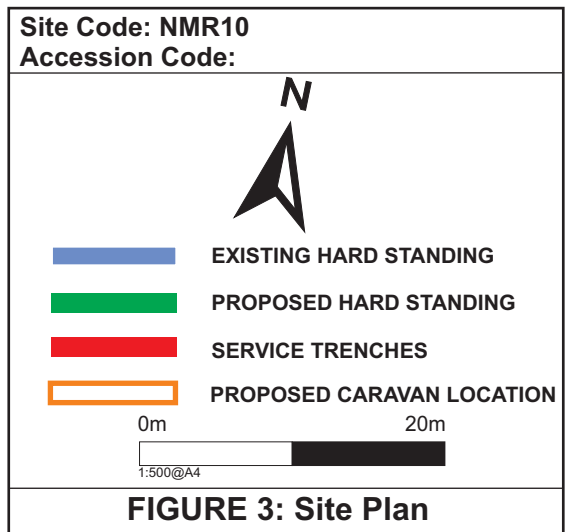 Site Code: NMR10
Accession Code:
N
EXISTING HARD STANDING
PROPOSED HARD STANDING
SERVICE TRENCHES
PROPOSED CARAVAN LOCATION
0m 20m
1:500@A4
FIGURE 3: Site Plan